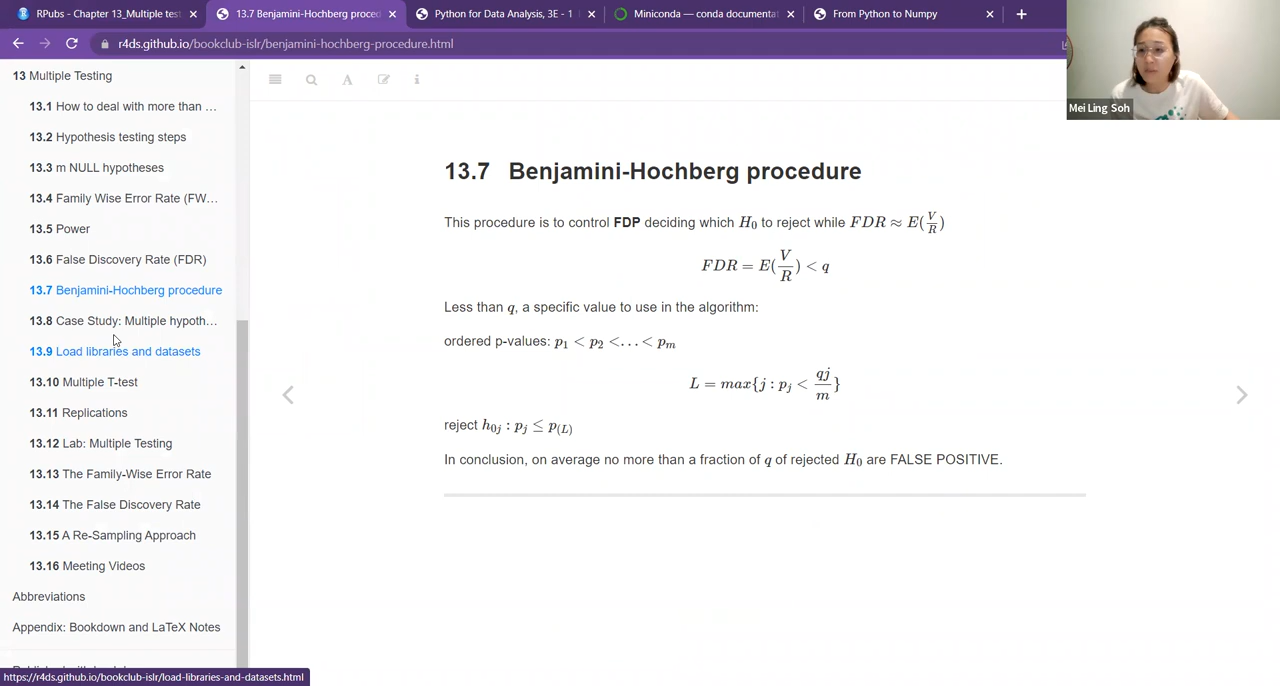 RPubs - Chapter 13_Multiple test
13.7 Benjamini-Hochberg proced
Python for Data Analysis, 3E - 1
Miniconda — conda documentat
From Python to Numpy
r4ds.github.io/bookclub-islr/benjamini-hochberg-procedure.html
Mei Ling Soh
13 Multiple Testing
13.1 How to deal with more than …
13.2 Hypothesis testing steps
13.3 m NULL hypotheses
13.4 Family Wise Error Rate (FW…
13.5 Power
13.6 False Discovery Rate (FDR)
13.7 Benjamini-Hochberg procedure
13.8 Case Study: Multiple hypoth…
13.9 Load libraries and datasets
13.10 Multiple T-test
13.11 Replications
13.12 Lab: Multiple Testing
13.13 The Family-Wise Error Rate
13.14 The False Discovery Rate
13.15 A Re-Sampling Approach
13.16 Meeting Videos
Abbreviations
Appendix: Bookdown and LaTeX Notes
https://r4ds.github.io/bookclub-islr/load-libraries-and-datasets.html
13.7 Benjamini-Hochberg procedure
This procedure is to control FDP deciding which H0 to reject while FDR ≈ E(V/R)
FDR = E(V/R) < q
Less than q, a specific value to use in the algorithm:
ordered p-values: p1 < p2 <...< pm
L = max{j : pj < qj/m}
reject h0j : pj ≤ p(L)
In conclusion, on average no more than a fraction of q of rejected H0 are FALSE POSITIVE.